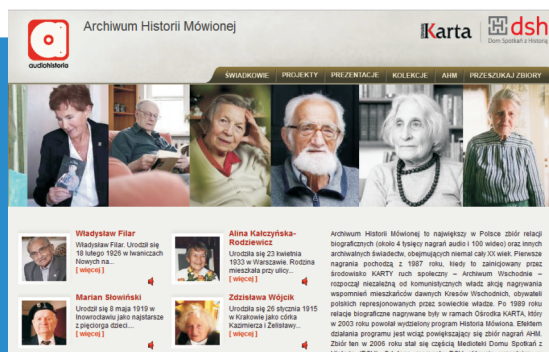 Archiwum Historii Mówionej
audiohistoria
Karta
dsh
Dom Spotkań z Historią
ŚWIADKOWIE PROJEKTY PREZENTACJE KOLEKCJE AHM PRZESZUKAJ ZBIORY
Władysław Filar
Władysław Filar. Urodził się
18 lutego 1926 w Iwaniczach
Nowych na...
[ więcej ]
Alina Kałczyńska-
Rodziewicz
Urodziła się 23 kwietnia
1933 w Warszawie. Rodzina
mieszkała przy ulicy...
[ więcej ]
Marian Słowiński
Urodził się 8 maja 1919 w
Inowrocławiu jako najstarsze
z pięciorga dzieci....
[ więcej ]
Zdzisława Wójcik
Urodziła się 26 stycznia 1915
w Krakowie jako córka
Kazimierza i Zelisławy...
[ więcej ]
Archiwum Historii Mówionej to największy w Polsce zbiór relacji
biograficznych (około 4 tysięcy nagrań audio i 100 wideo) oraz innych
archiwalnych świadectw, obejmujących niemal cały XX wiek. Pierwsze
nagrania pochodzą z 1987 roku, kiedy to zainicjowany przez
środowisko KARTY ruch społeczny – Archiwum Wschodnie –
rozpoczął niezależną od komunistycznych władz akcję nagrywania
wspomnień mieszkańców dawnych Kresów Wschodnich, obywateli
polskich represjonowanych przez sowieckie władze. Po 1989 roku
relacje biograficzne nagrywane były w ramach Ośrodka KARTA, który
w 2003 roku powołał wydzielony program Historia Mówiona. Efektem
działania programu jest wciąż powiększający się zbiór nagrań AHM.
Zbiór ten w 2006 roku stał się częścią Mediateki Domu Spotkań z